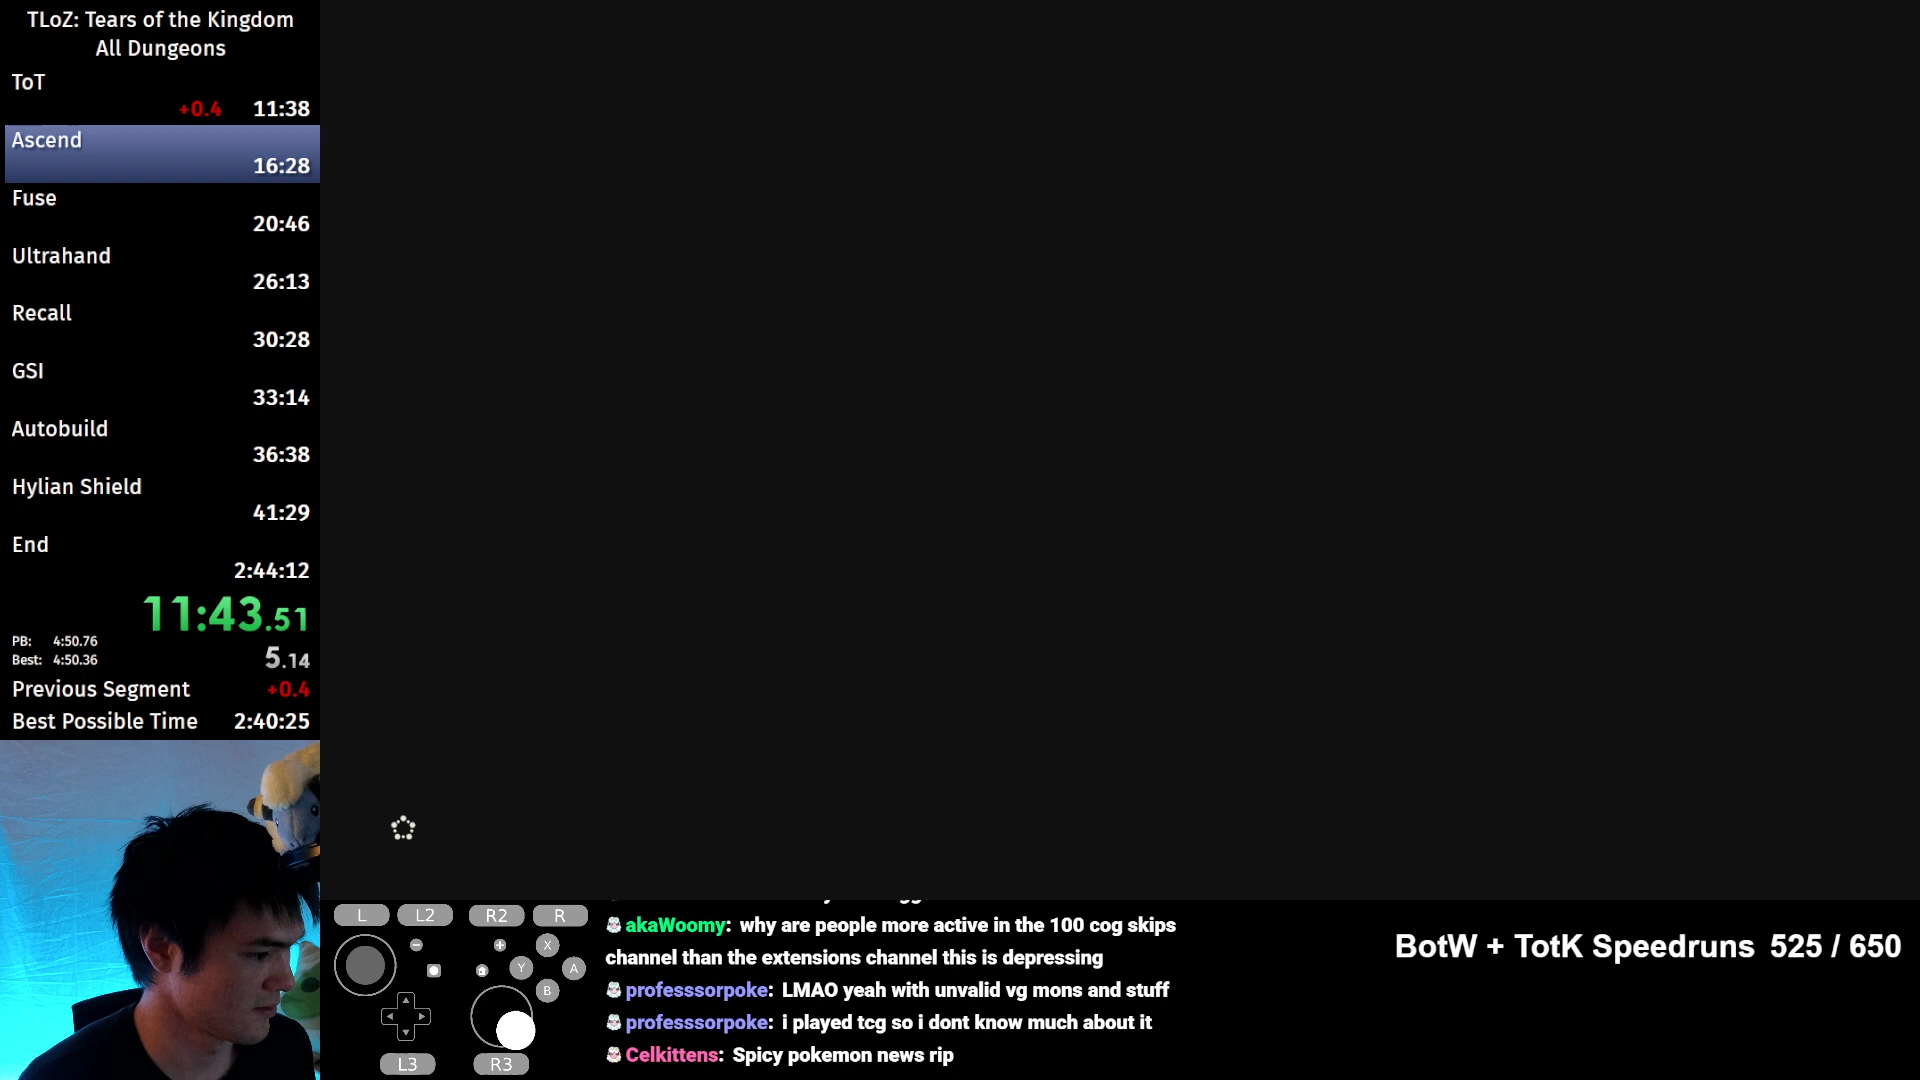 TLoZ: Tears of the Kingdom
All Dungeons
ToT
+0.4 11:38
Ascend
16:28
Fuse
20:46
Ultrahand
26:13
Recall
30:28
GSI
33:14
Autobuild
36:38
Hylian Shield
41:29
End
2:44:12
11:43.51
PB: 4:50.76
Best: 4:50.36
5.14
Previous Segment +0.4
Best Possible Time 2:40:25
L L2 R2 R
X
Y A
B
L3 R3
akaWoomy: why are people more active in the 100 cog skips
channel than the extensions channel this is depressing
professsorpoke: LMAO yeah with unvalid vg mons and stuff
professsorpoke: i played tcg so i dont know much about it
Celkittens: Spicy pokemon news rip
BotW + TotK Speedruns 525 / 650